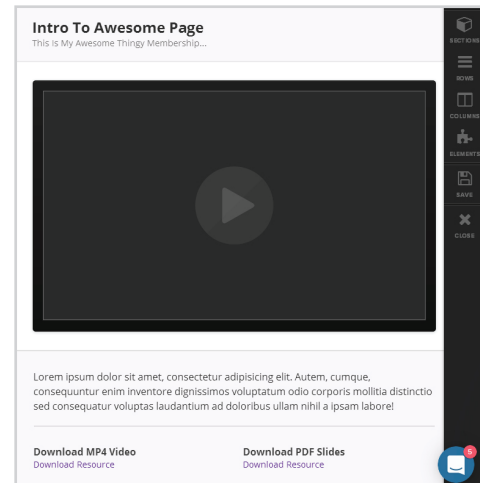 Intro To Awesome Page
This Is My Awesome Thingy Membership...
SECTIONS
ROWS
COLUMNS
ELEMENTS
SAVE
CLOSE
Lorem ipsum dolor sit amet, consectetur adipisicing elit. Autem, cumque,
consequuntur enim inventore dignissimos voluptatum odio corporis mollitia distinctio
sed consequatur voluptas laudantium ad doloribus ullam nihil a ipsam labore!
Download MP4 Video
Download Resource
Download PDF Slides
Download Resource
5